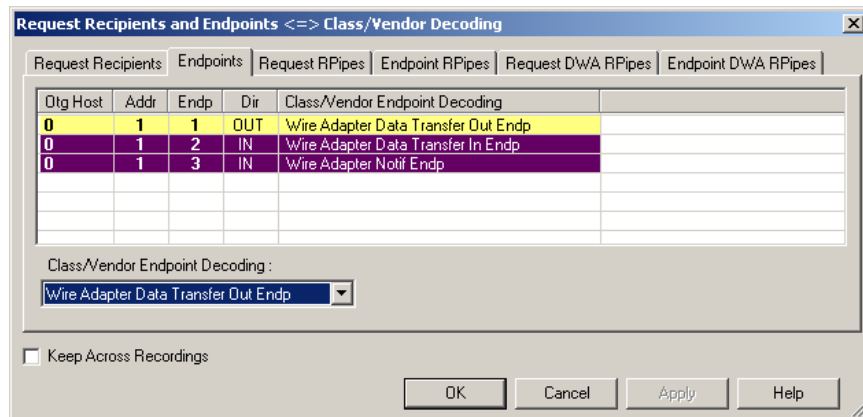 Request Recipients and Endpoints <=> Class/Vendor Decoding
Request Recipients Endpoints Request RPipes Endpoint RPipes Request DWA RPipes Endpoint DWA RPipes
Otg Host Addr Endp Dir Class/Vendor Endpoint Decoding
0 1 1 OUT Wire Adapter Data Transfer Out Endp
0 1 2 IN Wire Adapter Data Transfer In Endp
0 1 3 IN Wire Adapter Notif Endp
Class/Vendor Endpoint Decoding :
Wire Adapter Data Transfer Out Endp
Keep Across Recordings
OK Cancel Apply Help